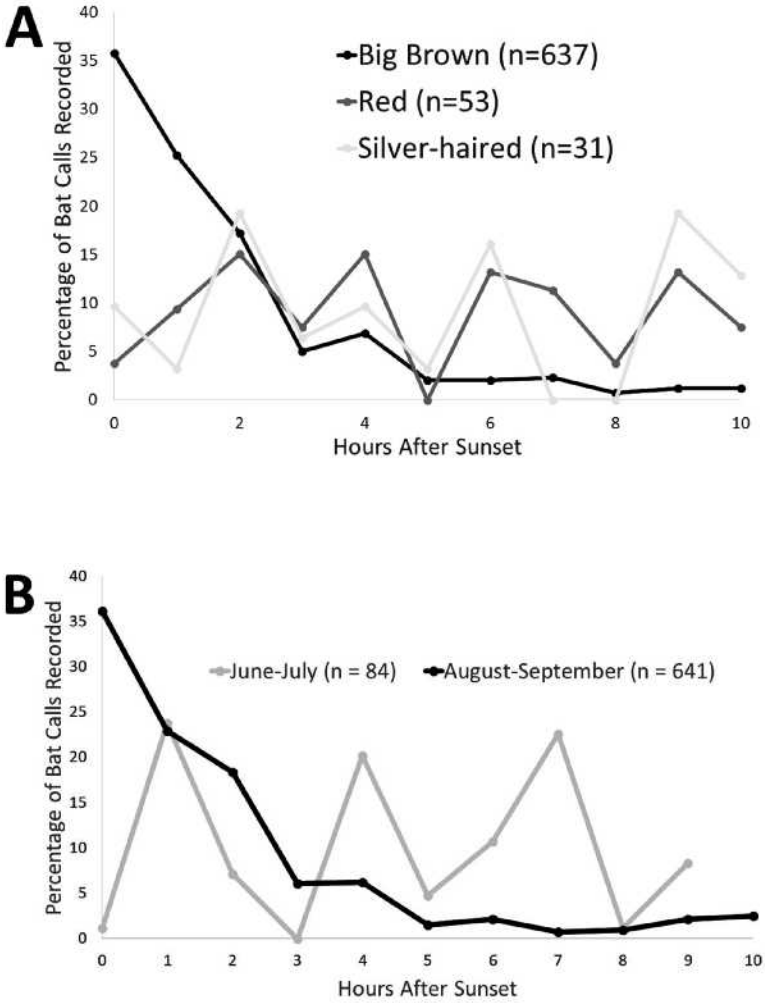 A
Percentage of Bat Calls Recorded
40
35
30
25
20
15
10
5
0
Big Brown (n=637)
Red (n=53)
Silver-haired (n=31)
0 2 4 6 8 10
Hours After Sunset
B
Percentage of Bat Calls Recorded
40
35
30
25
20
15
10
5
0
June-July (n = 84) August-September (n = 641)
0 1 2 3 4 5 6 7 8 9 10
Hours After Sunset